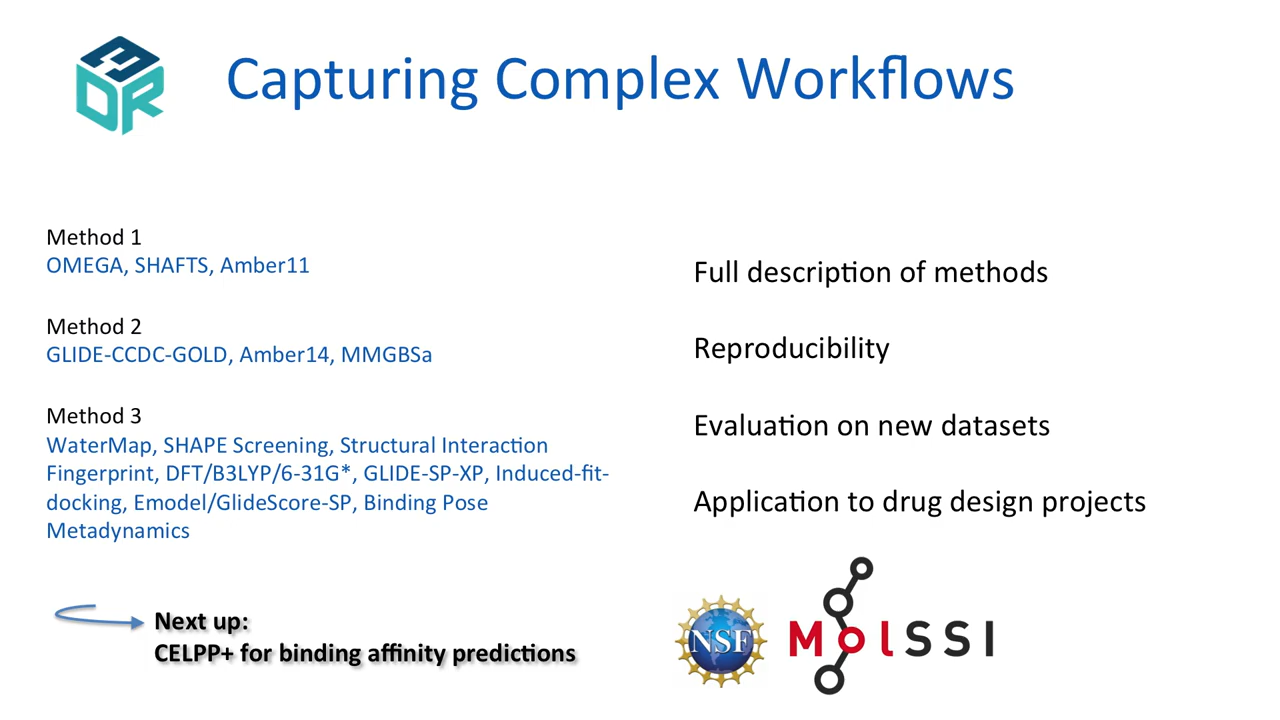 D3R
Capturing Complex Workflows
Method 1
OMEGA, SHAFTS, Amber11
Method 2
GLIDE-CCDC-GOLD, Amber14, MMGBSa
Method 3
WaterMap, SHAPE Screening, Structural Interaction
Fingerprint, DFT/B3LYP/6-31G*, GLIDE-SP-XP, Induced-fit-
docking, Emodel/GlideScore-SP, Binding Pose
Metadynamics
Next up:
CELPP+ for binding affinity predictions
Full description of methods
Reproducibility
Evaluation on new datasets
Application to drug design projects
NSF
MolSSI